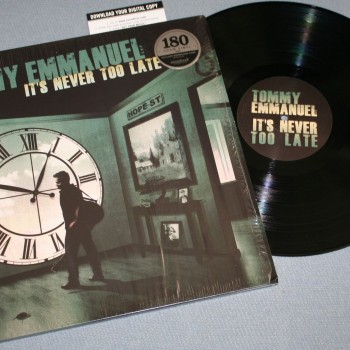 DOWNLOAD YOUR DIGITAL COPY
MY EMMANUEL
IT'S NEVER TOO LATE
180
HOPE ST
TOMMY
EMMANUEL
IT'S NEVER
TOO LATE